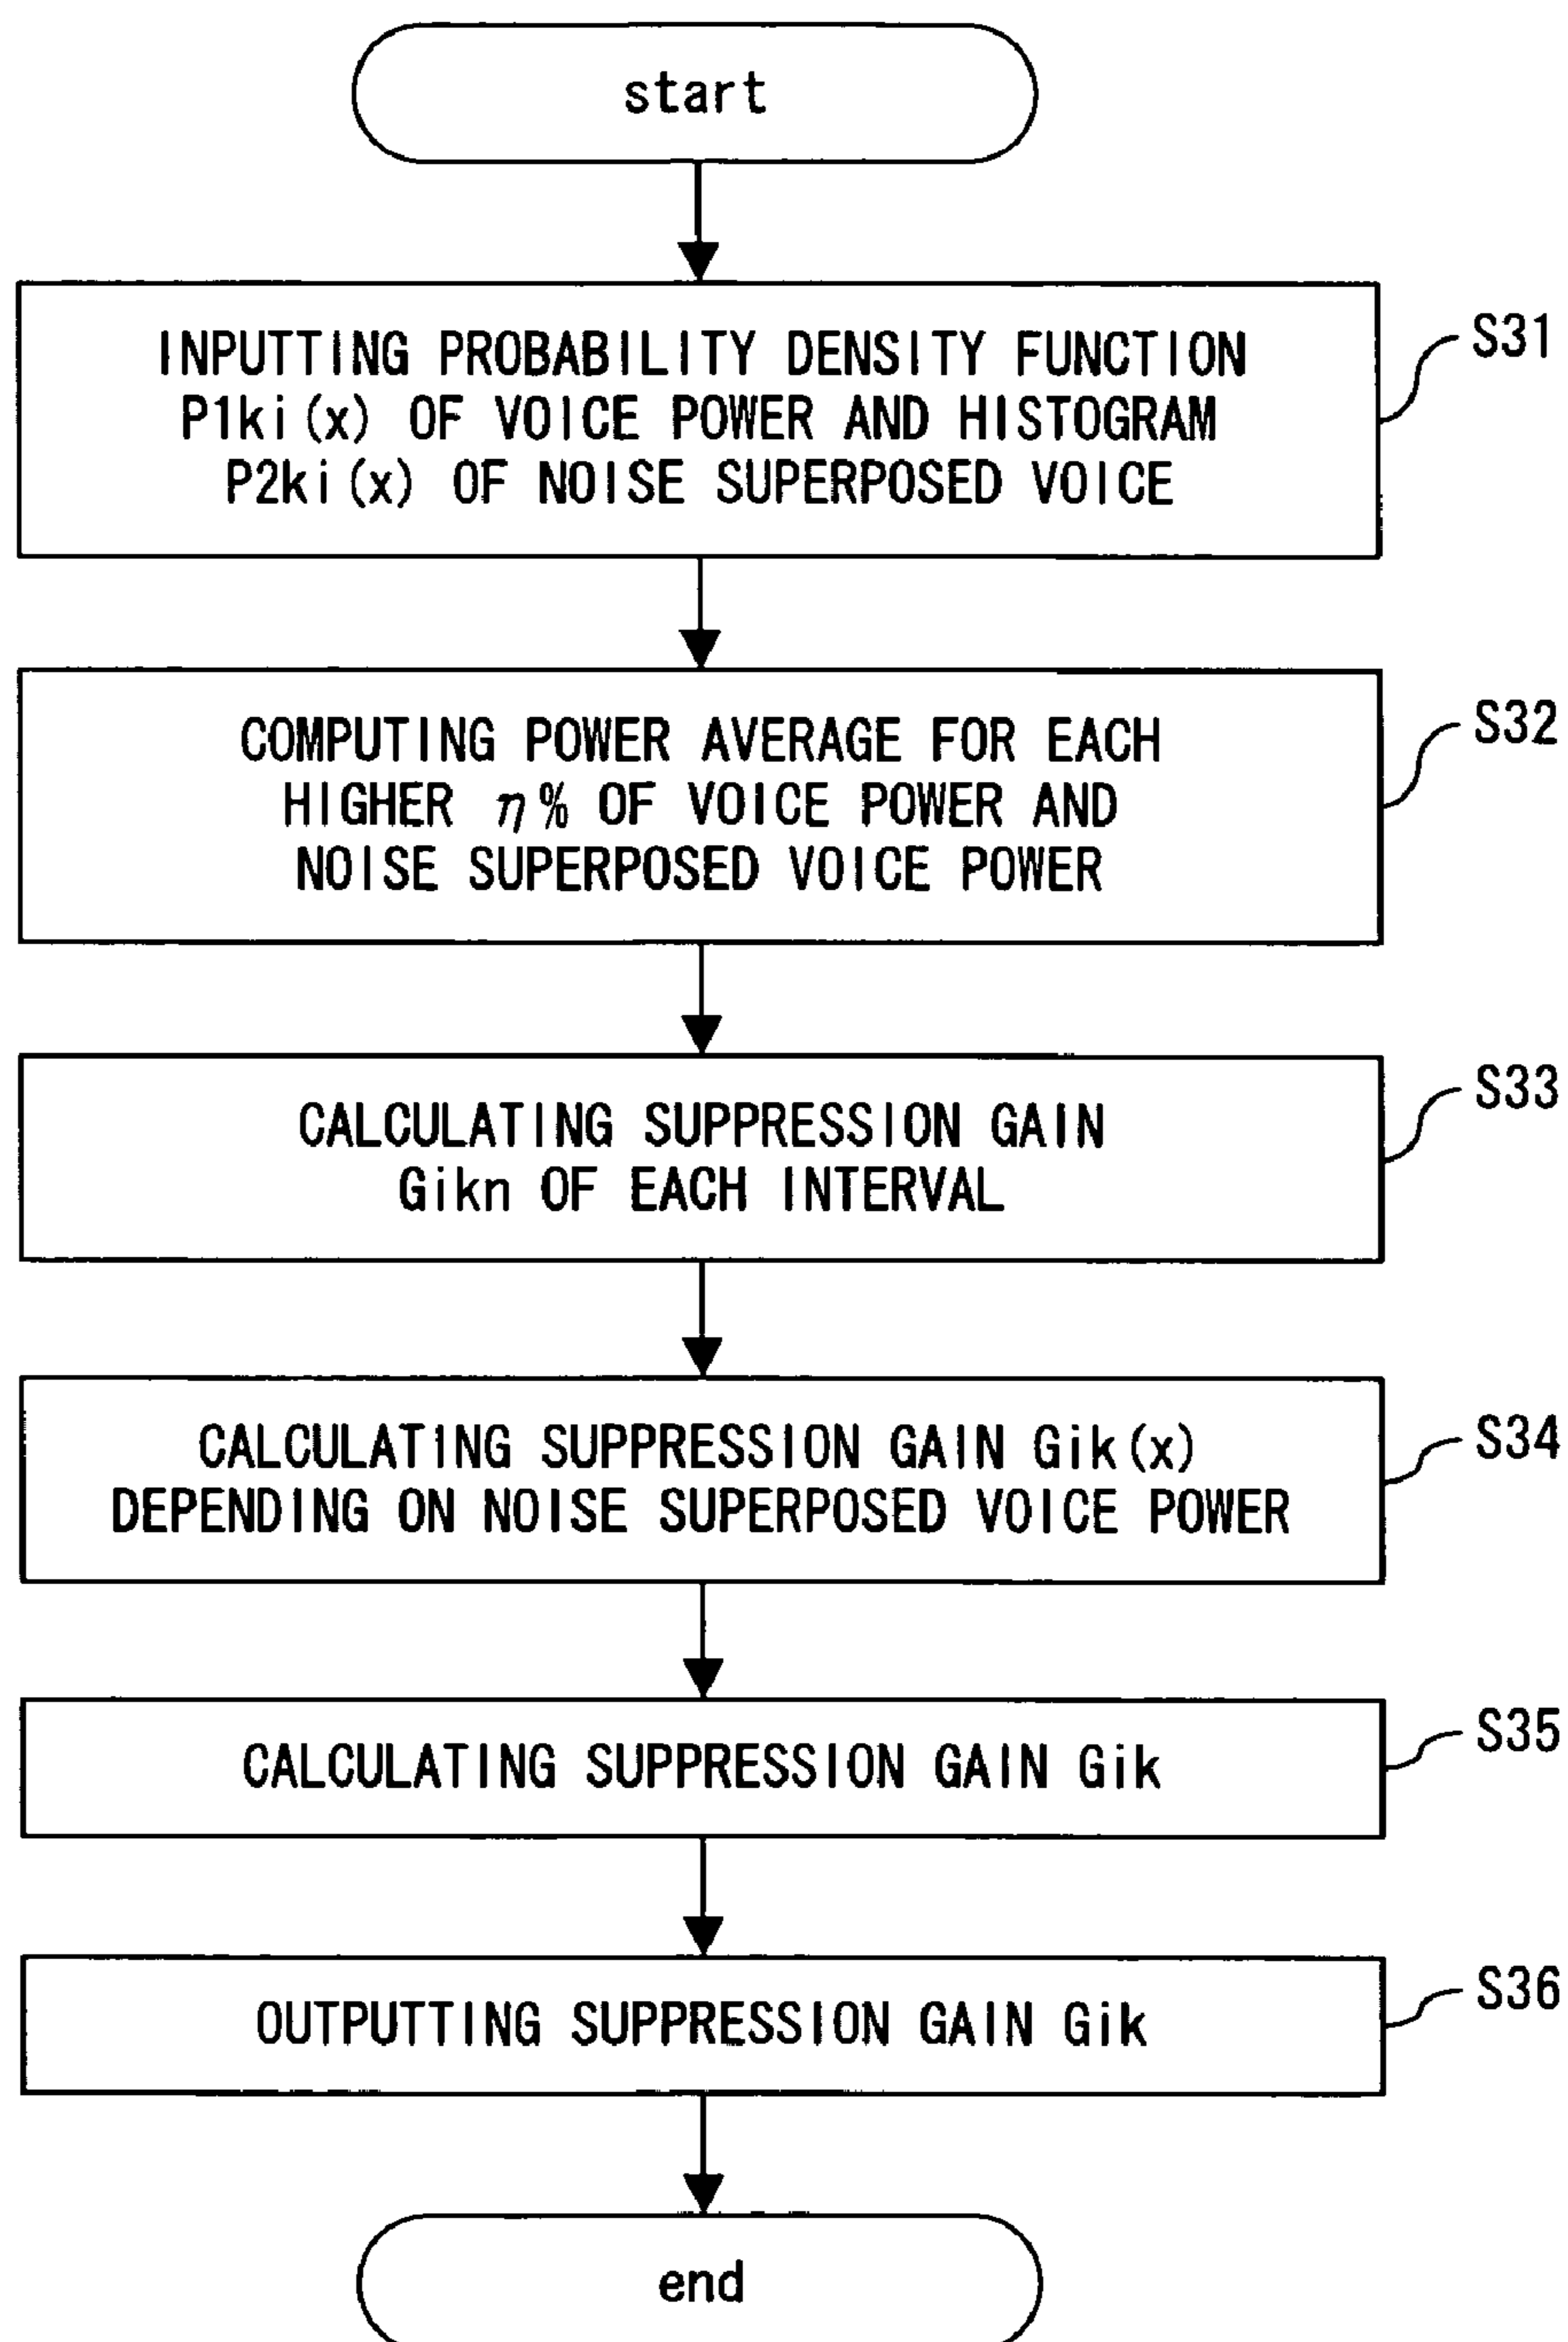 start
INPUTTING PROBABILITY DENSITY FUNCTION
P1ki(x) OF VOICE POWER AND HISTOGRAM
P2ki(x) OF NOISE SUPERPOSED VOICE
S31
COMPUTING POWER AVERAGE FOR EACH
HIGHER η% OF VOICE POWER AND
NOISE SUPERPOSED VOICE POWER
S32
CALCULATING SUPPRESSION GAIN
Gikn OF EACH INTERVAL
S33
CALCULATING SUPPRESSION GAIN Gik(x)
DEPENDING ON NOISE SUPERPOSED VOICE POWER
S34
CALCULATING SUPPRESSION GAIN Gik
S35
OUTPUTTING SUPPRESSION GAIN Gik
S36
end